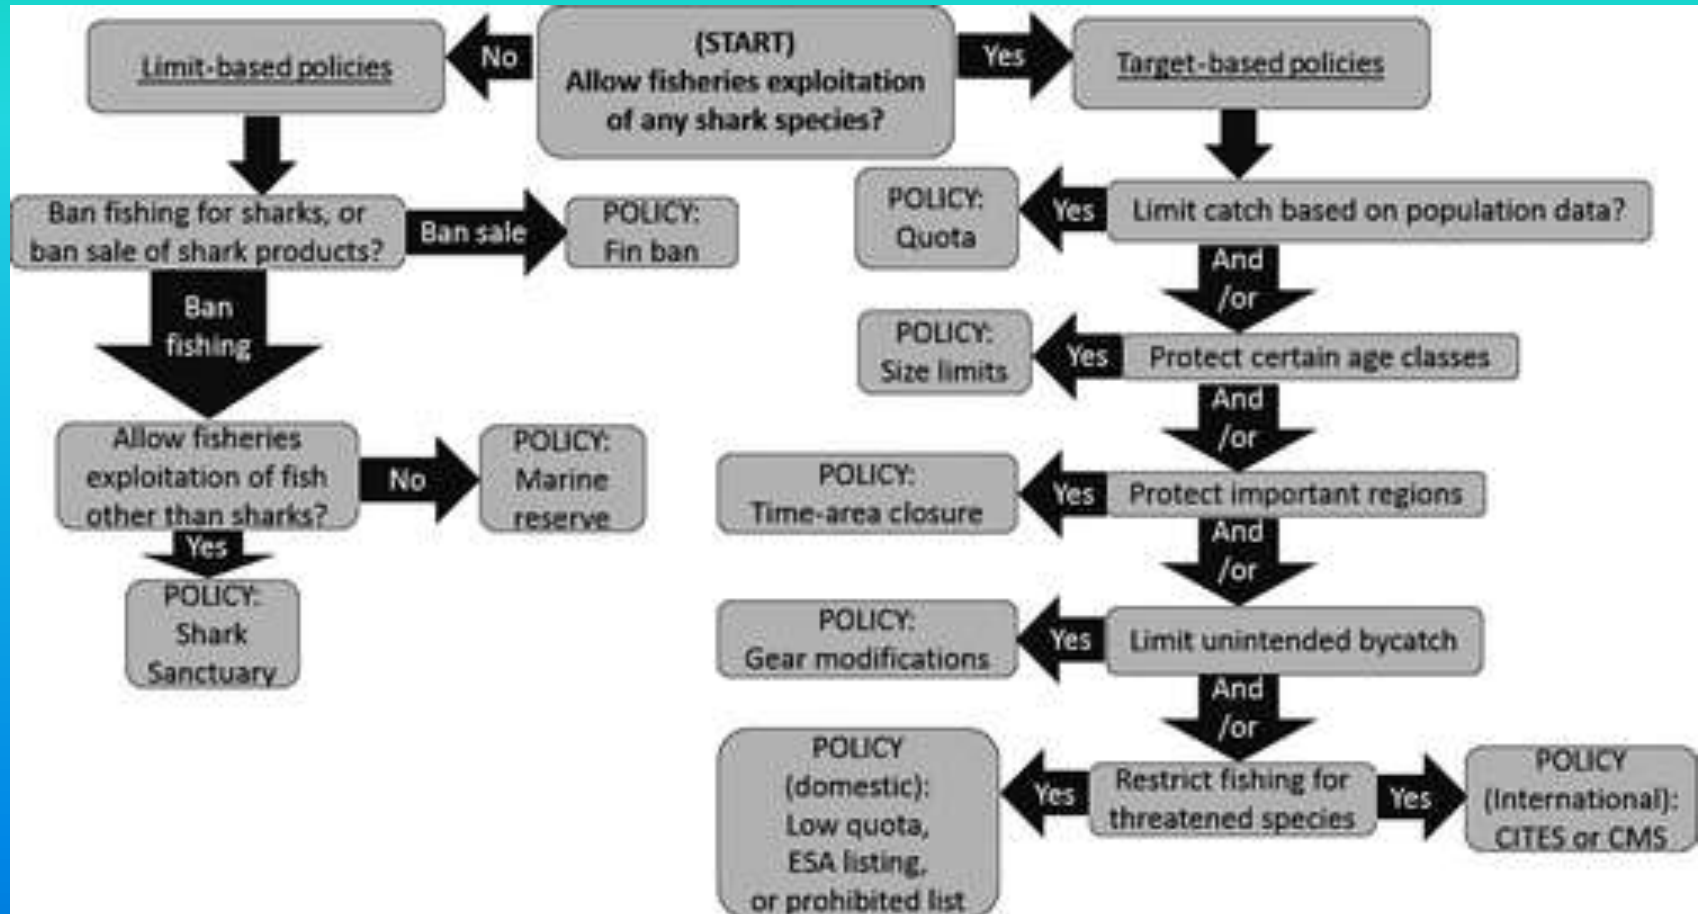 (START)
Allow fisheries exploitation
of any shark species?
No
Limit-based policies
Ban fishing for sharks, or
ban sale of shark products?
Ban sale
POLICY:
Fin ban
Ban
fishing
Allow fisheries
exploitation of fish
other than sharks?
No
POLICY:
Marine
reserve
Yes
POLICY:
Shark
Sanctuary
Yes
Target-based policies
Limit catch based on population data?
Yes
POLICY:
Quota
And
/or
Protect certain age classes
Yes
POLICY:
Size limits
And
/or
Protect important regions
Yes
POLICY:
Time-area closure
And
/or
Limit unintended bycatch
Yes
POLICY:
Gear modifications
And
/or
Restrict fishing for
threatened species
Yes
POLICY
(domestic):
Low quota,
ESA listing,
or prohibited list
Yes
POLICY
(International):
CITES or CMS